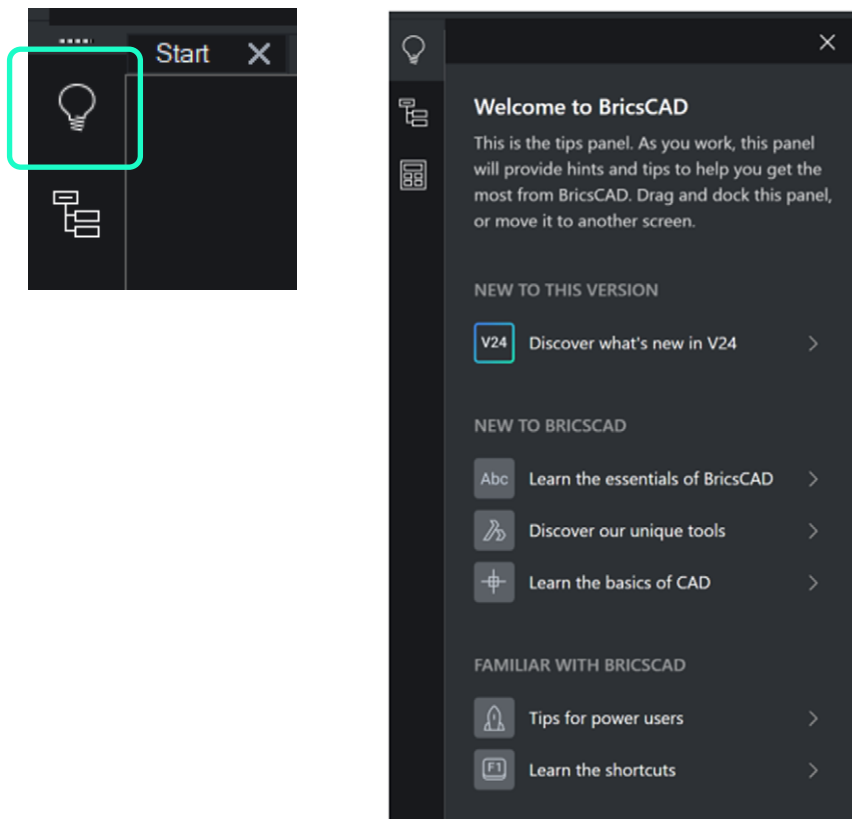 Start
Welcome to BricsCAD
This is the tips panel. As you work, this panel
will provide hints and tips to help you get the
most from BricsCAD. Drag and dock this panel,
or move it to another screen.
NEW TO THIS VERSION
V24 Discover what's new in V24
NEW TO BRICSCAD
Abc Learn the essentials of BricsCAD
Discover our unique tools
Learn the basics of CAD
FAMILIAR WITH BRICSCAD
Tips for power users
F1 Learn the shortcuts